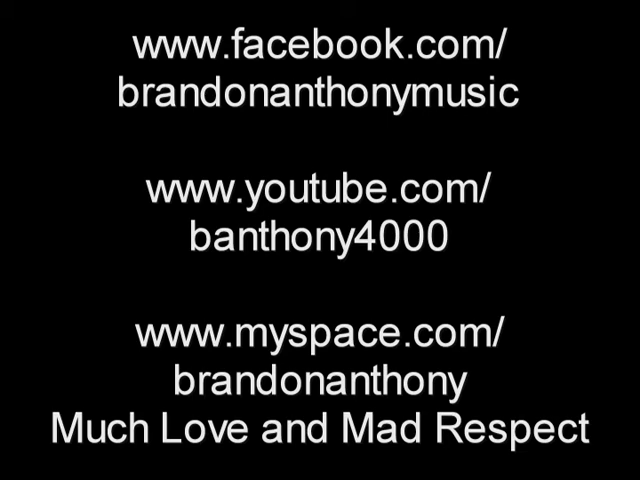 www.facebook.com/
brandonanthonymusic
www.youtube.com/
banthony4000
www.myspace.com/
brandonanthony
Much Love and Mad Respect